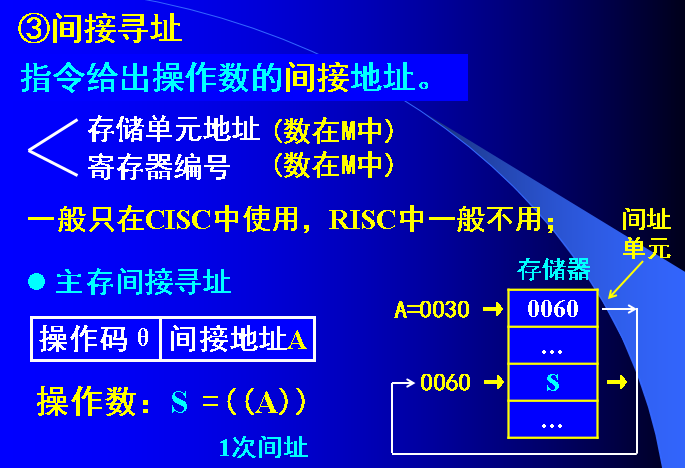 ③间接寻址
指令给出操作数的间接地址。
存储单元地址 (数在M中)
寄存器编号 (数在M中)
一般只在CISC中使用，RISC中一般不用；
间址
单元
● 主存间接寻址
存储器
A=0030 → 0060
操作码 θ 间接地址A
...
0060 → S →
操作数：S =((A))
...
1次间址